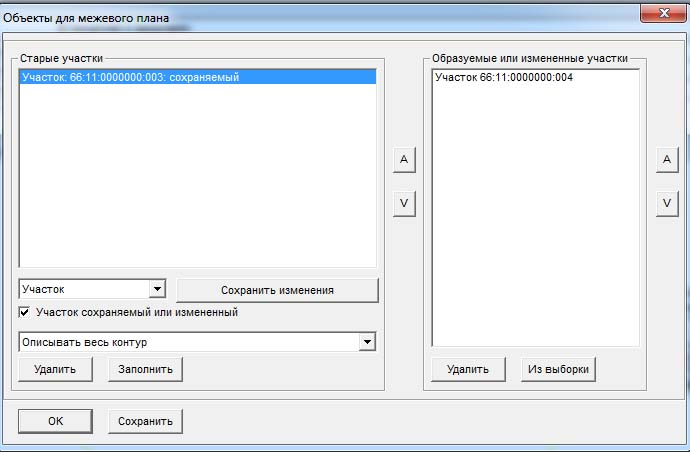 Объекты для межевого плана
Старые участки
Участок: 66:11:0000000:003: сохраняемый
A
V
Участок
Сохранить изменения
Участок сохраняемый или измененный
Описывать весь контур
Удалить
Заполнить
Образуемые или измененные участки
Участок 66:11:0000000:004
A
V
Удалить
Из выборки
OK
Сохранить